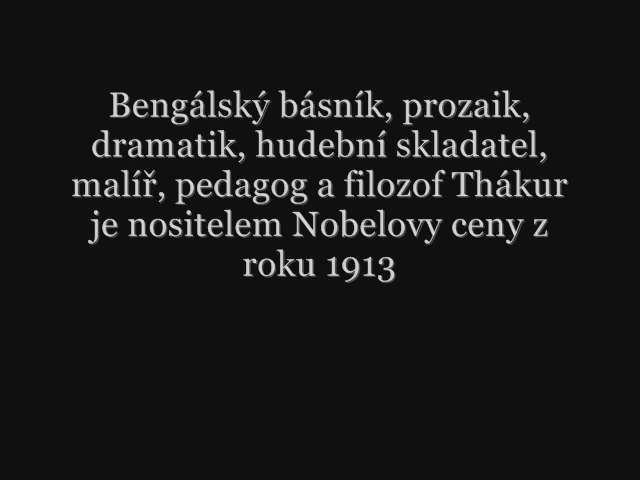 Bengálský básník, prozaik,
dramatik, hudební skladatel,
malíř, pedagog a filozof Thákur
je nositelem Nobelovy ceny z
roku 1913